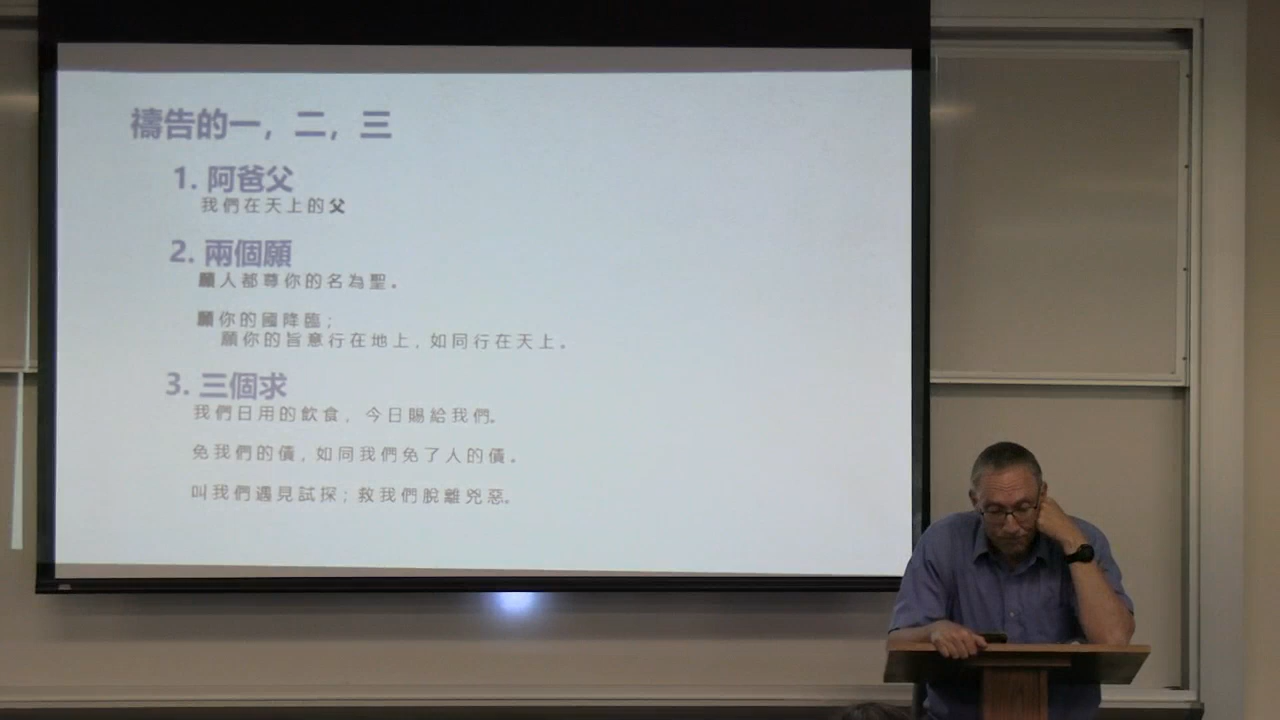 禱告的一，二，三
1. 阿爸父
我們在天上的父
2. 兩個願
願人都尊你的名為聖。
願你的國降臨；
願你的旨意行在地上，如同行在天上。
3. 三個求
我們日用的飲食，今日賜給我們。
免我們的債，如同我們免了人的債。
叫我們遇見試探；救我們脫離兇惡。